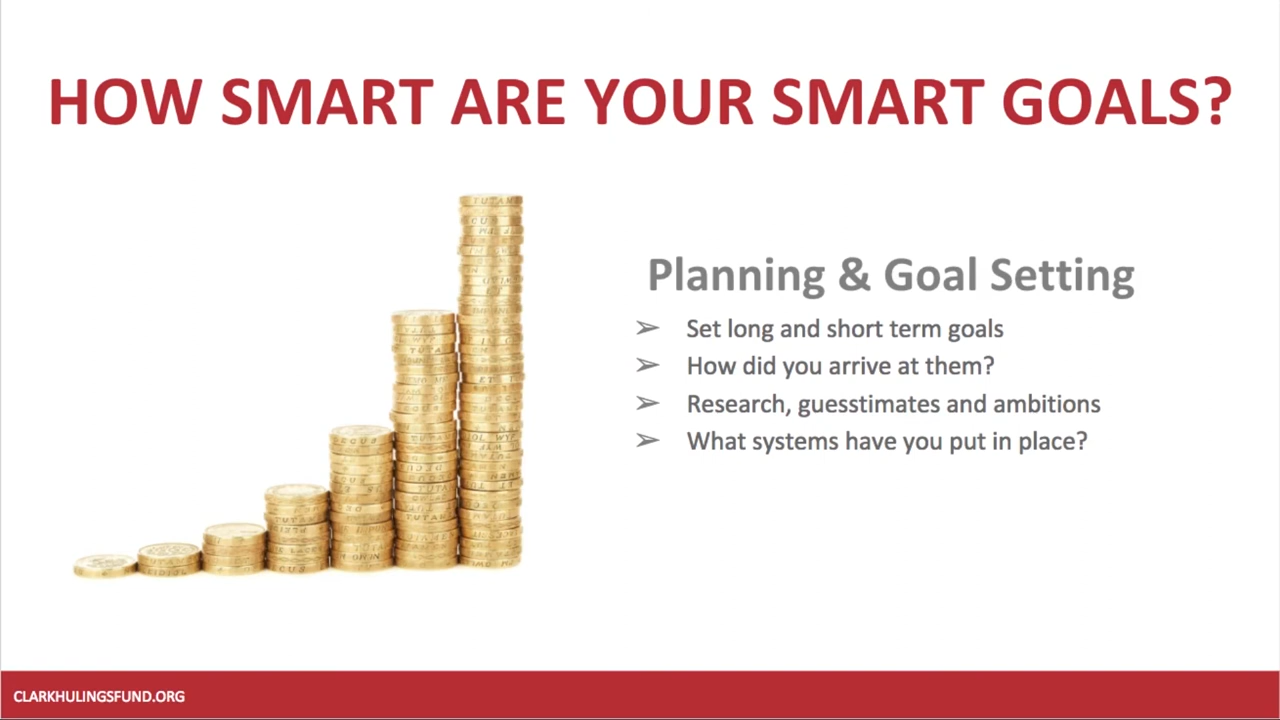 HOW SMART ARE YOUR SMART GOALS?
Planning & Goal Setting
➢ Set long and short term goals
➢ How did you arrive at them?
➢ Research, guesstimates and ambitions
➢ What systems have you put in place?
CLARKHULINGSFUND.ORG